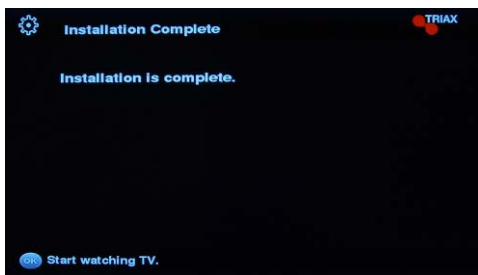 Installation Complete
TRIAX
Installation is complete.
OK Start watching TV.